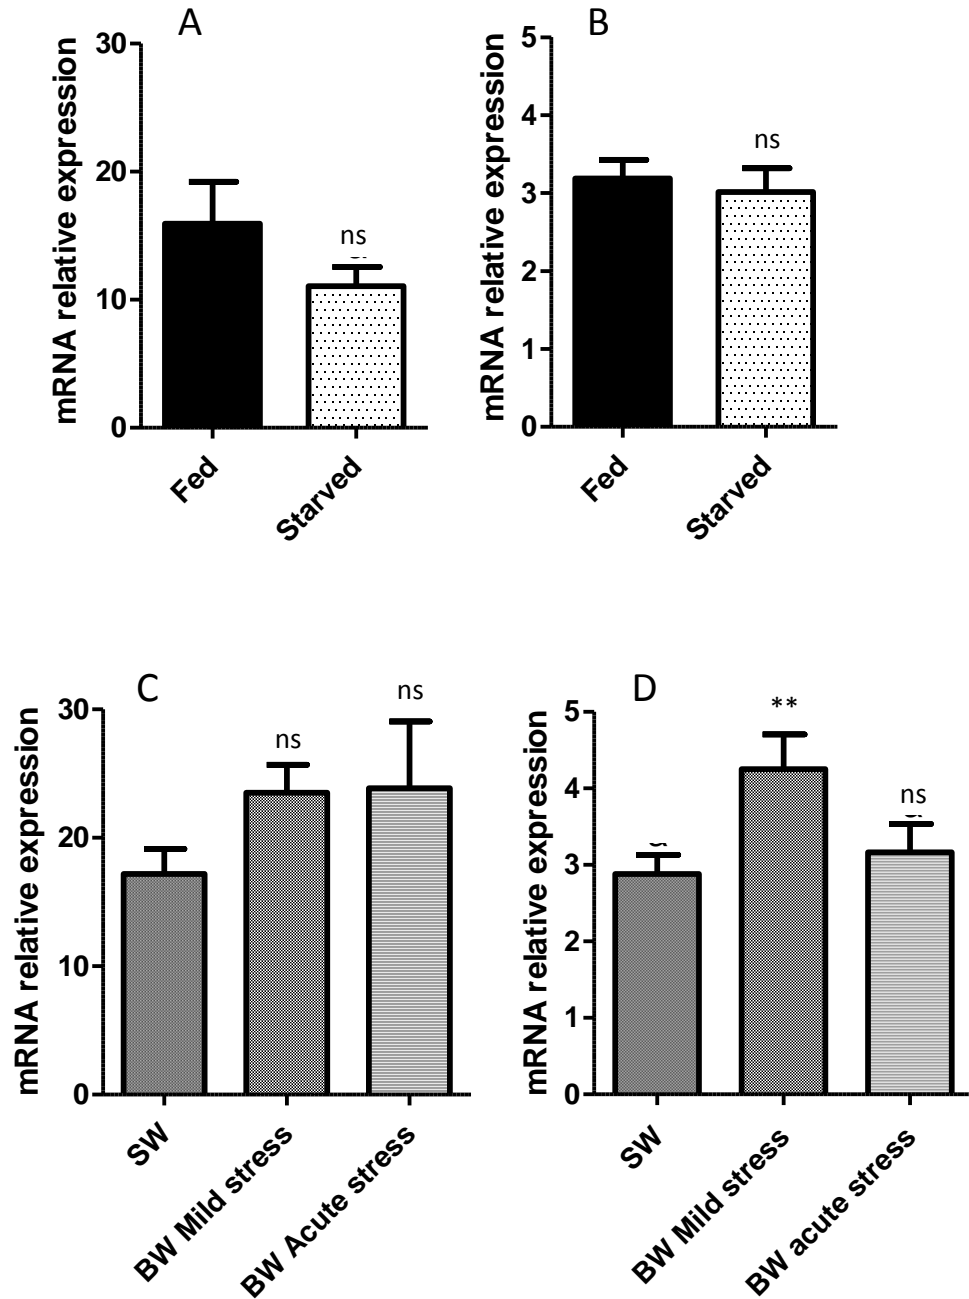 A
mRNA relative expression
30
20
10
0
ns
Fed
Starved
B
mRNA relative expression
5
4
3
2
1
0
ns
Fed
Starved
C
mRNA relative expression
30
20
10
0
ns
ns
SW
BW Mild stress
BW Acute stress
D
mRNA relative expression
5
4
3
2
1
0
**
ns
SW
BW Mild stress
BW acute stress